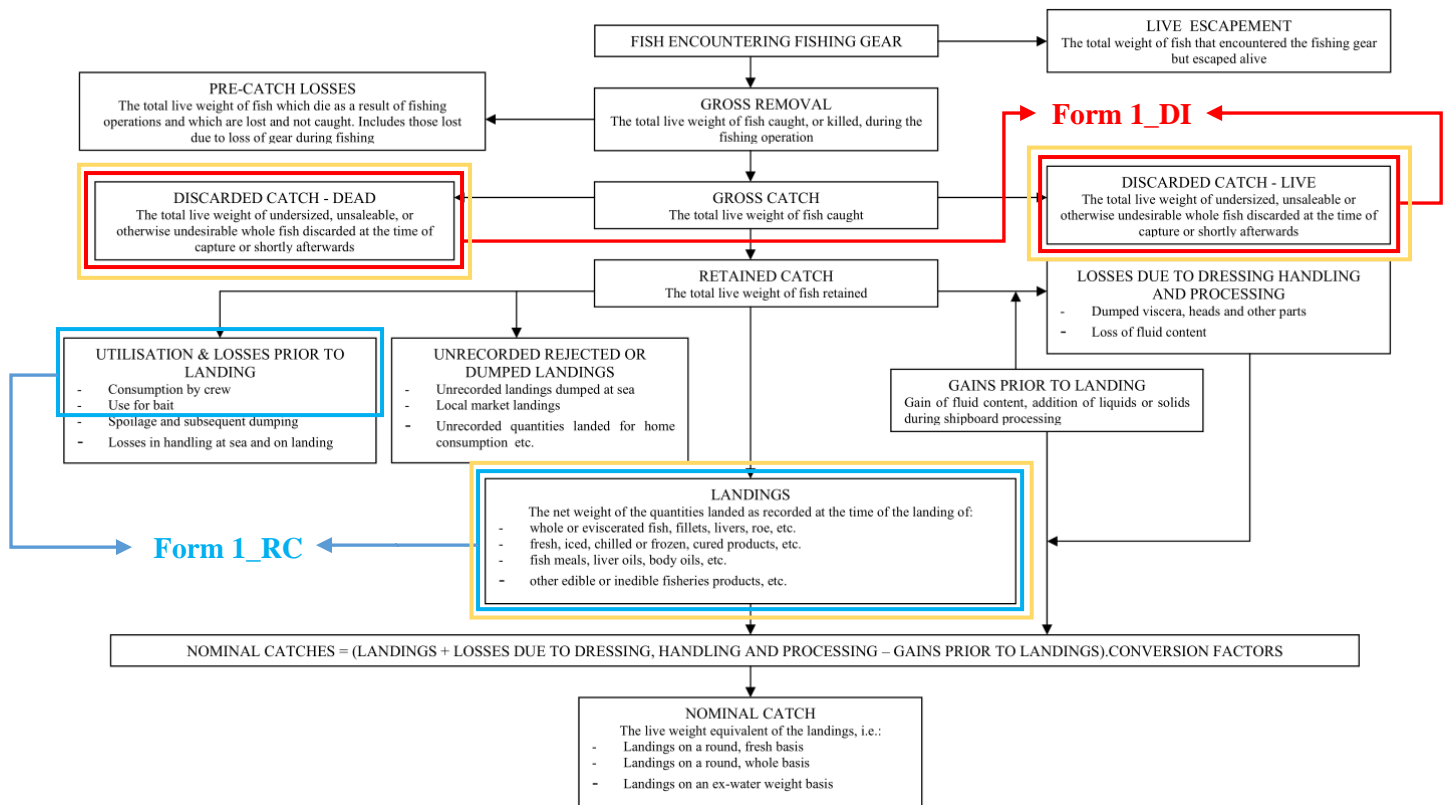 FISH ENCOUNTERING FISHING GEAR
LIVE ESCAPEMENT
The total weight of fish that encountered the fishing gear
but escaped alive
PRE-CATCH LOSSES
The total live weight of fish which die as a result of fishing
operations and which are lost and not caught. Includes those lost
due to loss of gear during fishing
GROSS REMOVAL
The total live weight of fish caught, or killed, during the
fishing operation
Form 1_DI
DISCARDED CATCH - DEAD
The total live weight of undersized, unsaleable, or
otherwise undesirable whole fish discarded at the time of
capture or shortly afterwards
GROSS CATCH
The total live weight of fish caught
DISCARDED CATCH - LIVE
The total live weight of undersized, unsaleable or
otherwise undesirable whole fish discarded at the time of
capture or shortly afterwards
RETAINED CATCH
The total live weight of fish retained
LOSSES DUE TO DRESSING HANDLING
AND PROCESSING
- Dumped viscera, heads and other parts
- Loss of fluid content
UTILISATION & LOSSES PRIOR TO
LANDING
- Consumption by crew
- Use for bait
- Spoilage and subsequent dumping
- Losses in handling at sea and on landing
UNRECORDED REJECTED OR
DUMPED LANDINGS
- Unrecorded landings dumped at sea
- Local market landings
- Unrecorded quantities landed for home
consumption etc.
GAINS PRIOR TO LANDING
Gain of fluid content, addition of liquids or solids
during shipboard processing
LANDINGS
The net weight of the quantities landed as recorded at the time of the landing of:
- whole or eviscerated fish, fillets, livers, roe, etc.
- fresh, iced, chilled or frozen, cured products, etc.
- fish meals, liver oils, body oils, etc.
- other edible or inedible fisheries products, etc.
Form 1_RC
NOMINAL CATCHES = (LANDINGS + LOSSES DUE TO DRESSING, HANDLING AND PROCESSING – GAINS PRIOR TO LANDINGS).CONVERSION FACTORS
NOMINAL CATCH
The live weight equivalent of the landings, i.e.:
- Landings on a round, fresh basis
- Landings on a round, whole basis
- Landings on an ex-water weight basis